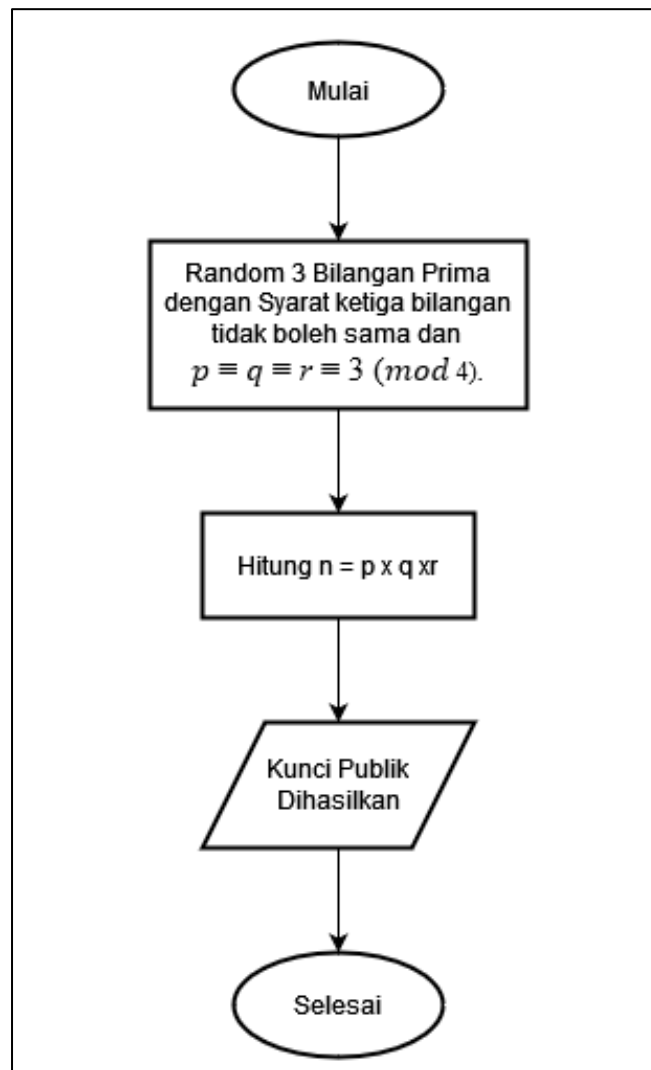 Mulai
Random 3 Bilangan Prima
dengan Syarat ketiga bilangan
tidak boleh sama dan
p ≡ q ≡ r ≡ 3 (mod 4).
Hitung n = p x q xr
Kunci Publik
Dihasilkan
Selesai